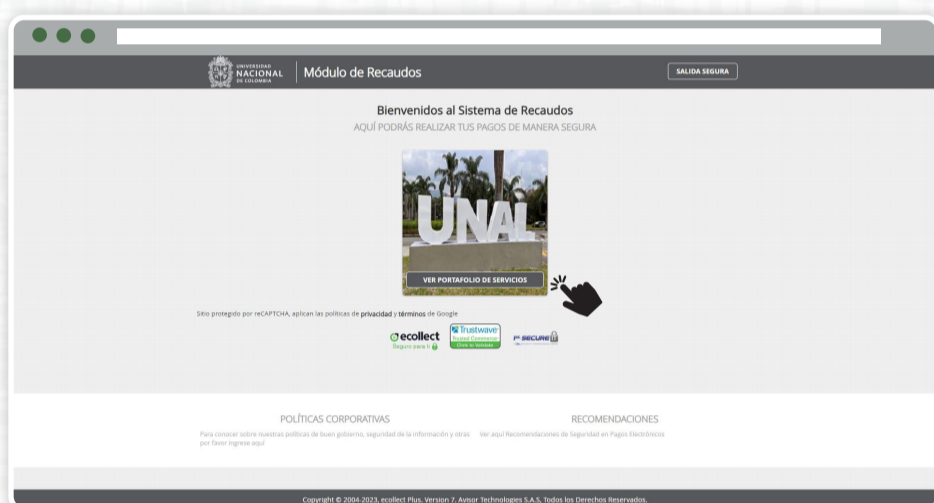 UNIVERSIDAD
NACIONAL
DE COLOMBIA
Módulo de Recaudos
SALIDA SEGURA
Bienvenidos al Sistema de Recaudos
AQUÍ PODRÁS REALIZAR TUS PAGOS DE MANERA SEGURA
UNAL
VER PORTAFOLIO DE SERVICIOS
Sitio protegido por reCAPTCHA, aplican las políticas de privacidad y términos de Google
ecollect
Seguro para ti
Trustwave
Trusted Commerce
Click to Validate
SECURE
POLÍTICAS CORPORATIVAS
Para conocer sobre nuestras políticas de buen gobierno, seguridad de la información y otras
por favor ingrese aquí
RECOMENDACIONES
Ver aquí Recomendaciones de Seguridad en Pagos Electrónicos
Copyright © 2004-2023, ecollect Plus. Version 7. Avisor Technologies S.A.S. Todos los Derechos Reservados.